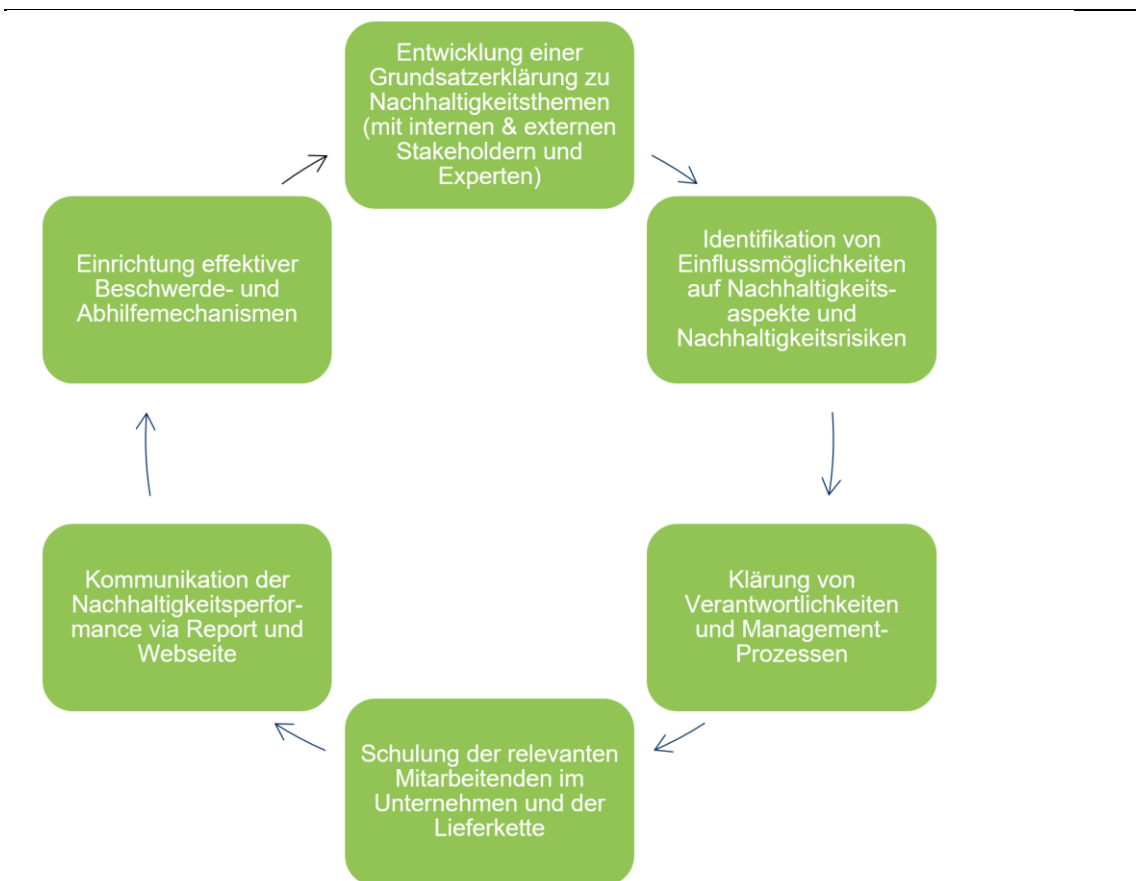 Entwicklung einer
Grundsatzerklärung zu
Nachhaltigkeitsthemen
(mit internen & externen
Stakeholdern und
Experten)
Identifikation von
Einflussmöglichkeiten
auf Nachhaltigkeits-
aspekte und
Nachhaltigkeitsrisiken
Klärung von
Verantwortlichkeiten
und Management-
Prozessen
Schulung der relevanten
Mitarbeitenden im
Unternehmen und der
Lieferkette
Kommunikation der
Nachhaltigkeitsperfor-
mance via Report und
Webseite
Einrichtung effektiver
Beschwerde- und
Abhilfemechanismen